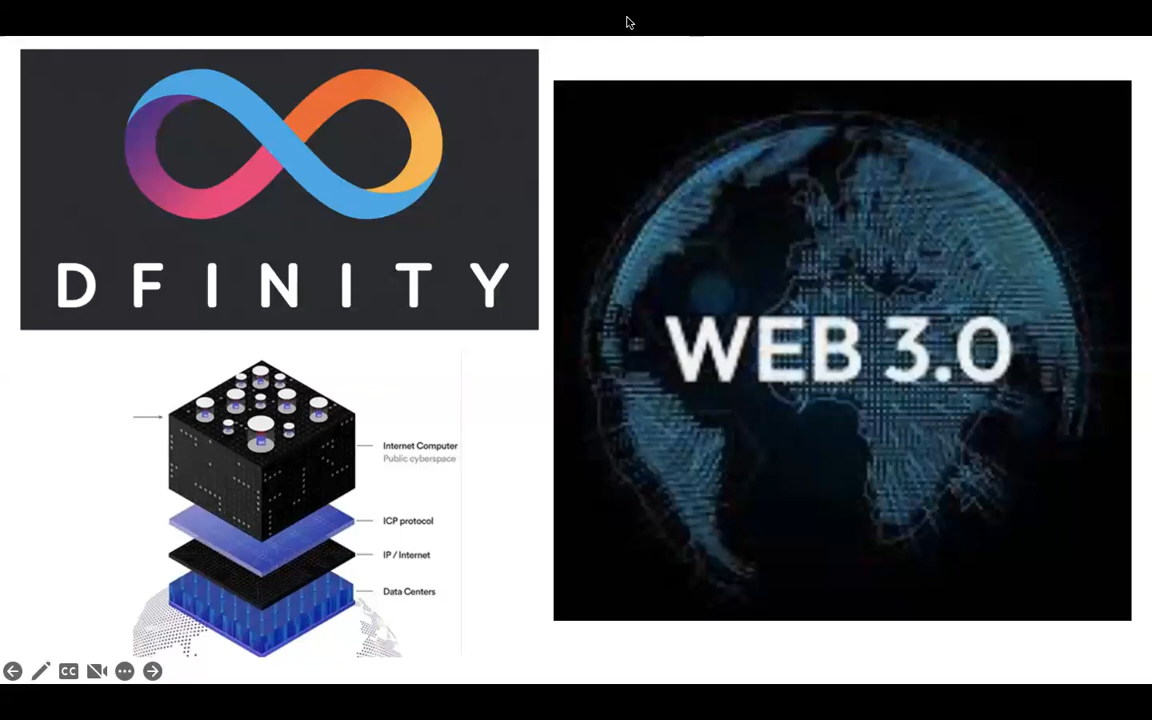 DFINITY
WEB 3.0
Internet Computer
Public cyberspace
ICP protocol
IP / Internet
Data Centers
CC